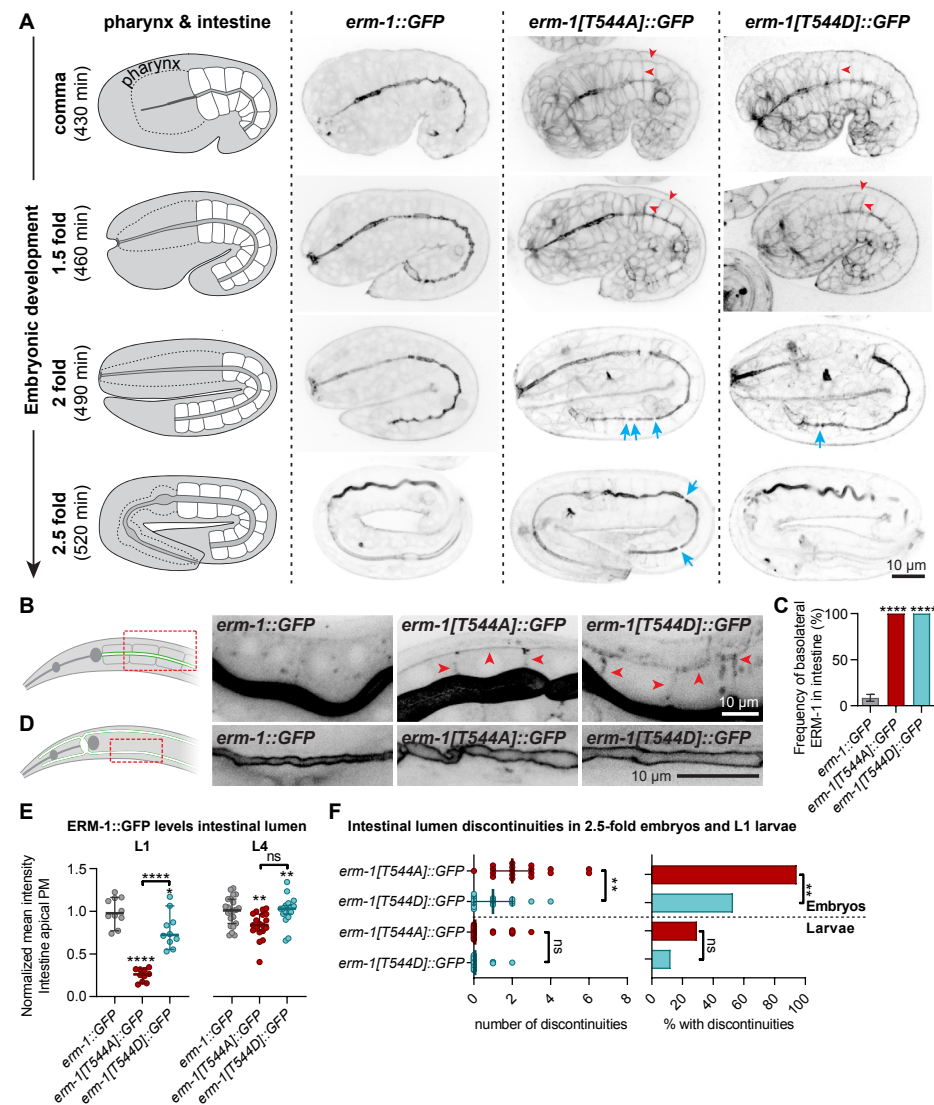 A
pharynx & intestine
erm-1::GFP
erm-1[T544A]::GFP
erm-1[T544D]::GFP
Embryonic development
comma
(430 min)
pharynx
1.5 fold
(460 min)
2 fold
(490 min)
2.5 fold
(520 min)
10 µm
B
erm-1::GFP
erm-1[T544A]::GFP
erm-1[T544D]::GFP
10 µm
C
Frequency of basolateral
ERM-1 in intestine (%)
100
50
0
**** ****
erm-1::GFP
erm-1[T544A]::GFP
erm-1[T544D]::GFP
D
erm-1::GFP
erm-1[T544A]::GFP
erm-1[T544D]::GFP
10 µm
E
ERM-1::GFP levels intestinal lumen
L1
L4
Normalized mean intensity
Intestine apical PM
1.5
1.0
0.5
0.0
****
****
*
ns
**
**
erm-1::GFP
erm-1[T544A]::GFP
erm-1[T544D]::GFP
erm-1::GFP
erm-1[T544A]::GFP
erm-1[T544D]::GFP
F
Intestinal lumen discontinuities in 2.5-fold embryos and L1 larvae
erm-1[T544A]::GFP
erm-1[T544D]::GFP
erm-1[T544A]::GFP
erm-1[T544D]::GFP
**
ns
0 2 4 6 8
number of discontinuities
***
ns
Embryos
Larvae
0 20 40 60 80 100
% with discontinuities